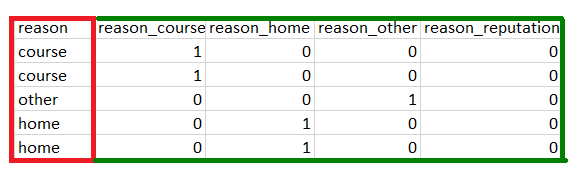 reason reason_course reason_home reason_other reason_reputation
course 1 0 0 0
course 1 0 0 0
other 0 0 1 0
home 0 1 0 0
home 0 1 0 0